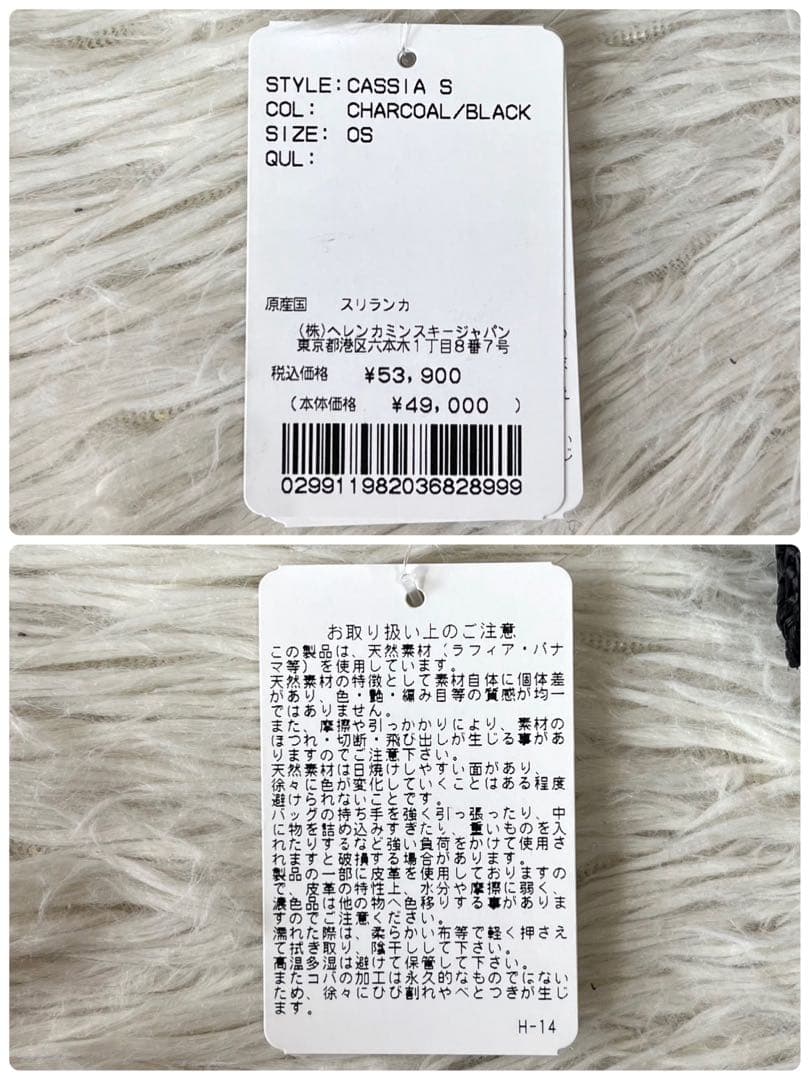 STYLE:CASSIA S
COL: CHARCOAL/BLACK
SIZE: OS
QUL:
原産国 スリランカ
(株)ヘレンカミンスキージャパン
東京都港区六本木1丁目8番7号
税込価格 ¥53,900
(本体価格 ¥49,000 )
029911982036828999
お取り扱い上のご注意
この製品は、天然素材(ラフィア・パナ
マ等)を使用しています。
天然素材の特徴として素材自体に個体差
があり、色・艶・編み目等の質感が均一
ではありません。
また、摩擦や引っかかりにより、素材の
ほつれ・切断・飛び出しが生じる事があ
りますのでご注意下さい。
天然素材は日焼けしやすい面があり、
徐々に色が変化していくことはある程度
避けられないことです。
バッグの持ち手を強く引っ張ったり、中
に物を詰め込みすぎたり、重いものを入
れたりするなど強い負荷をかけて使用さ
れますと破損する場合があります。
製品の一部に皮革を使用しておりますの
で、皮革の特性上、水分や摩擦に弱く、
濃色品は他の物へ色移りする事がありま
すのでご注意ください。
濡れた際は、柔らかい布等で軽く押さえ
て拭き取り、陰干しして下さい。
高温多湿は避けて保管して下さい。
またコバの加工は永久的なものではない
ため、徐々にひび割れやべとつきが生じ
ます。
H-14